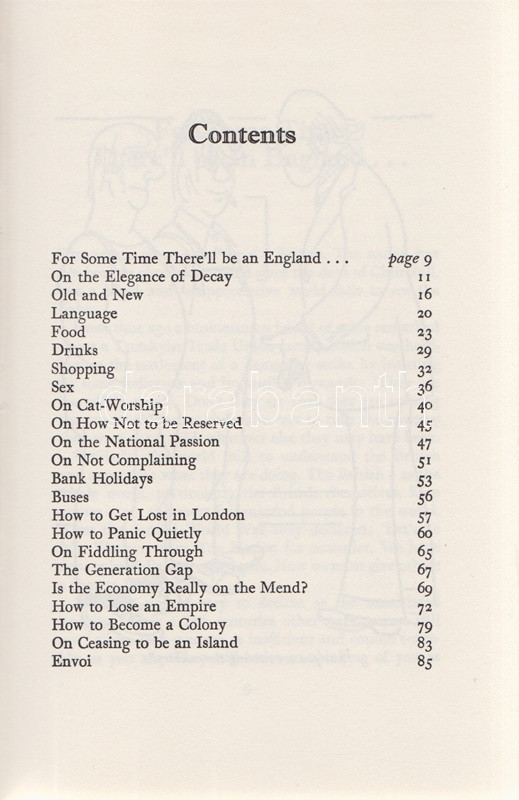 Contents
For Some Time There'll be an England . . . page 9
On the Elegance of Decay 11
Old and New 16
Language 20
Food 23
Drinks 29
Shopping 32
Sex 36
On Cat-Worship 40
On How Not to be Reserved 45
On the National Passion 47
On Not Complaining 51
Bank Holidays 53
Buses 56
How to Get Lost in London 57
How to Panic Quietly 60
On Fiddling Through 65
The Generation Gap 67
Is the Economy Really on the Mend? 69
How to Lose an Empire 72
How to Become a Colony 79
On Ceasing to be an Island 83
Envoi 85
darabanth